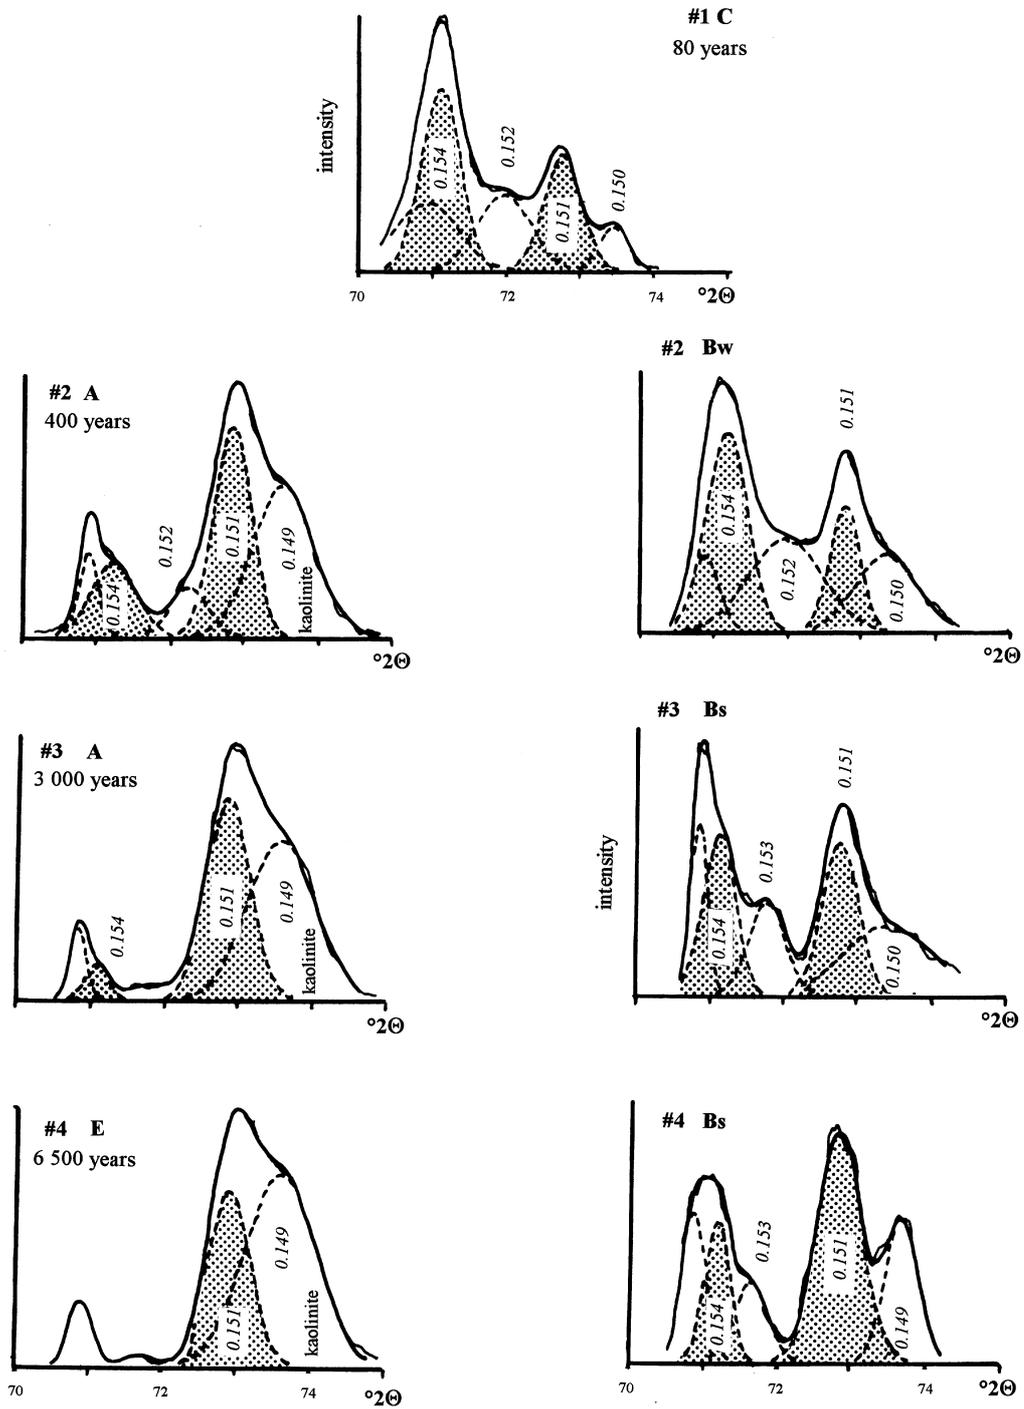 #1 C
80 years
intensity
0.154
0.152
0.151
0.150
70
72
74
°2Θ
#2 A
400 years
0.154
0.152
0.151
0.149
kaolinite
°2Θ
#2 Bw
0.154
0.152
0.151
0.150
°2Θ
#3 A
3 000 years
0.154
0.151
0.149
kaolinite
°2Θ
#3 Bs
intensity
0.154
0.153
0.151
0.150
°2Θ
#4 E
6 500 years
0.151
0.149
kaolinite
70
72
74
°2Θ
#4 Bs
0.154
0.153
0.151
0.149
70
72
74
°2Θ